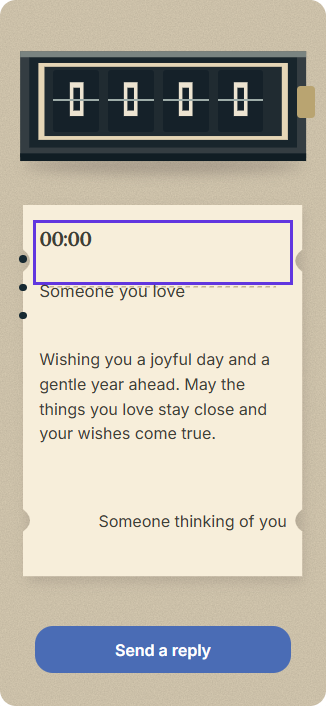 0 0 0 0
00:00
Someone you love
Wishing you a joyful day and a
gentle year ahead. May the
things you love stay close and
your wishes come true.
Someone thinking of you
Send a reply